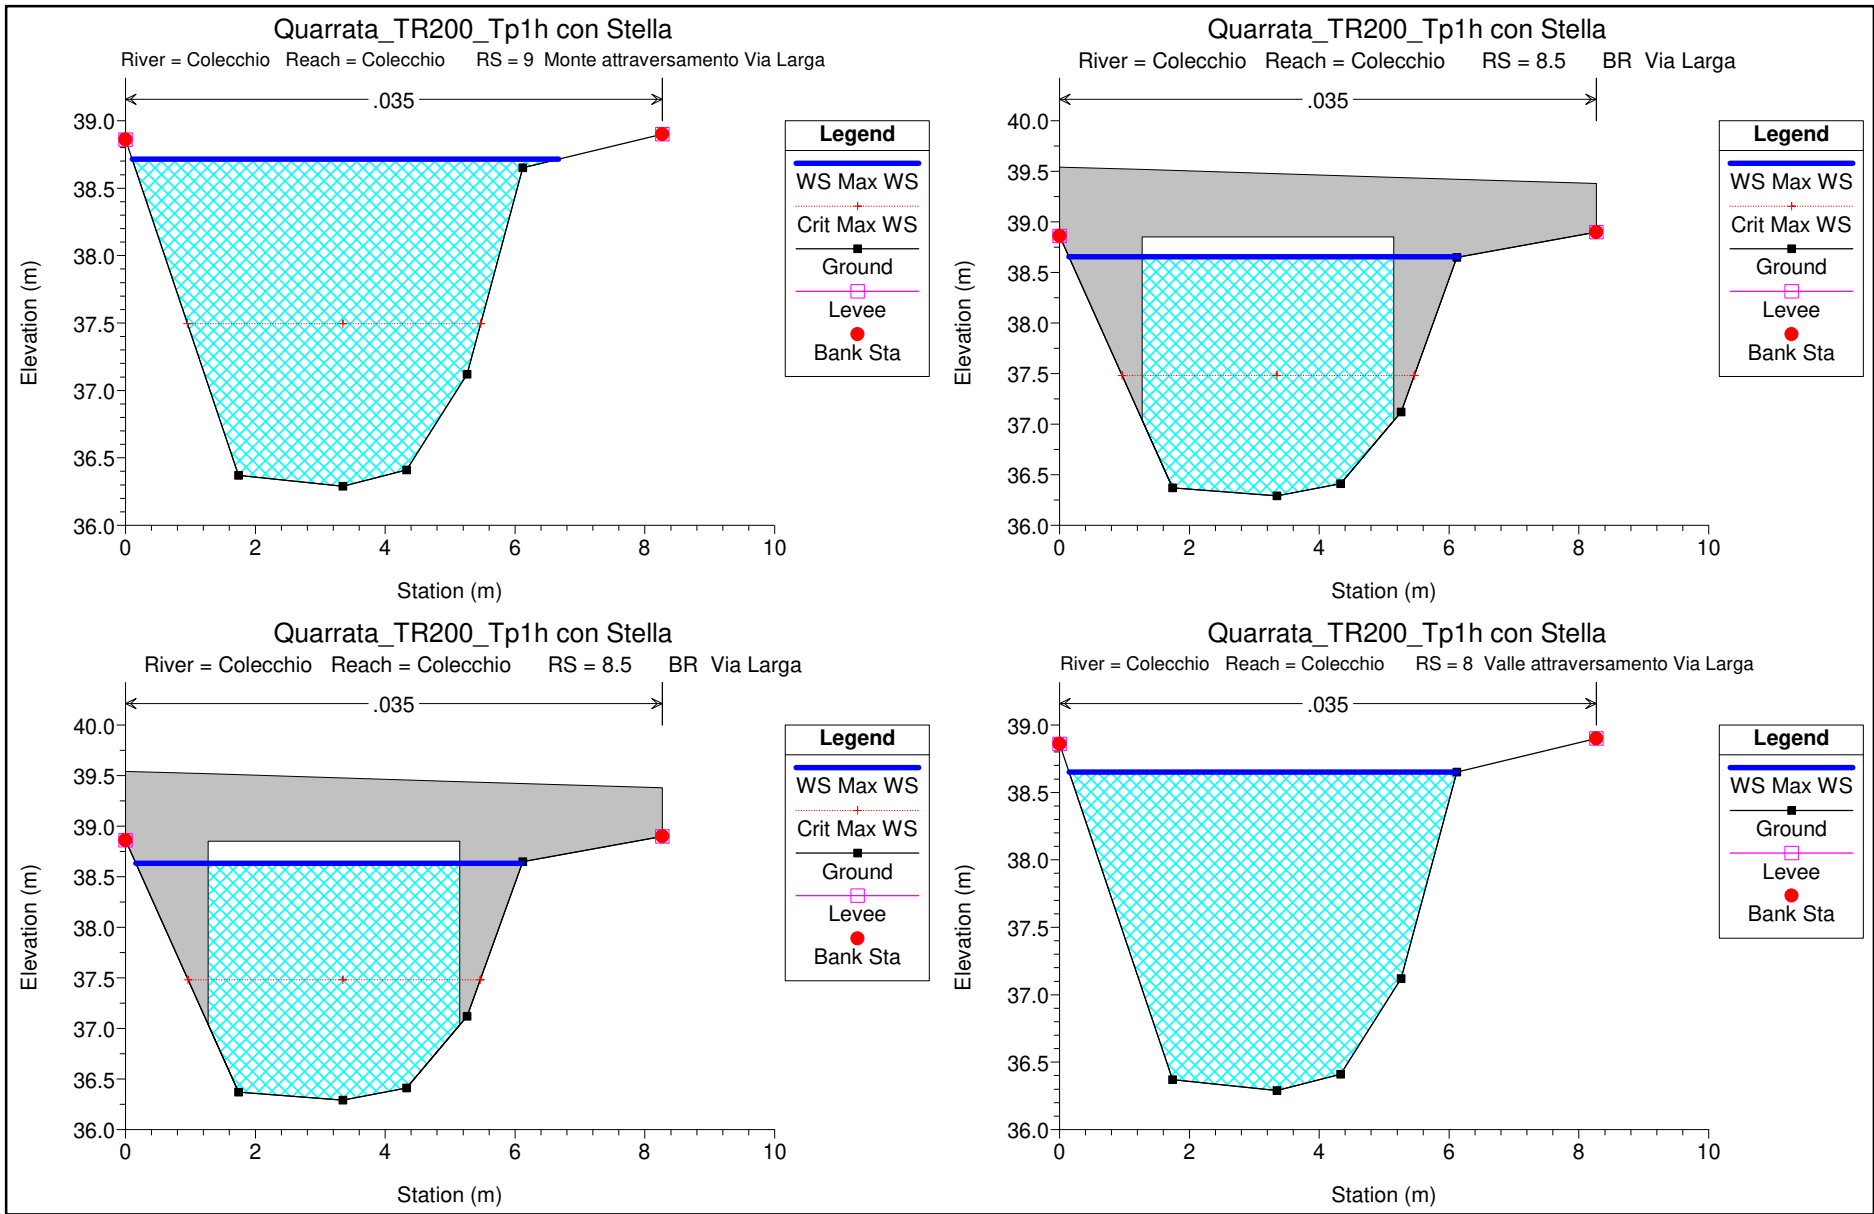 Quarrata_TR200_Tp1h con Stella
River = Colecchio Reach = Colecchio RS = 9 Monte attraversamento Via Larga
.035
39.0
38.5
38.0
37.5
37.0
36.5
36.0
Elevation (m)
0 2 4 6 8 10
Station (m)
Legend
WS Max WS
Crit Max WS
Ground
Levee
Bank Sta
Quarrata_TR200_Tp1h con Stella
River = Colecchio Reach = Colecchio RS = 8.5 BR Via Larga
.035
40.0
39.5
39.0
38.5
38.0
37.5
37.0
36.5
36.0
Elevation (m)
0 2 4 6 8 10
Station (m)
Legend
WS Max WS
Crit Max WS
Ground
Levee
Bank Sta
Quarrata_TR200_Tp1h con Stella
River = Colecchio Reach = Colecchio RS = 8.5 BR Via Larga
.035
40.0
39.5
39.0
38.5
38.0
37.5
37.0
36.5
36.0
Elevation (m)
0 2 4 6 8 10
Station (m)
Legend
WS Max WS
Crit Max WS
Ground
Levee
Bank Sta
Quarrata_TR200_Tp1h con Stella
River = Colecchio Reach = Colecchio RS = 8 Valle attraversamento Via Larga
.035
39.0
38.5
38.0
37.5
37.0
36.5
36.0
Elevation (m)
0 2 4 6 8 10
Station (m)
Legend
WS Max WS
Ground
Levee
Bank Sta